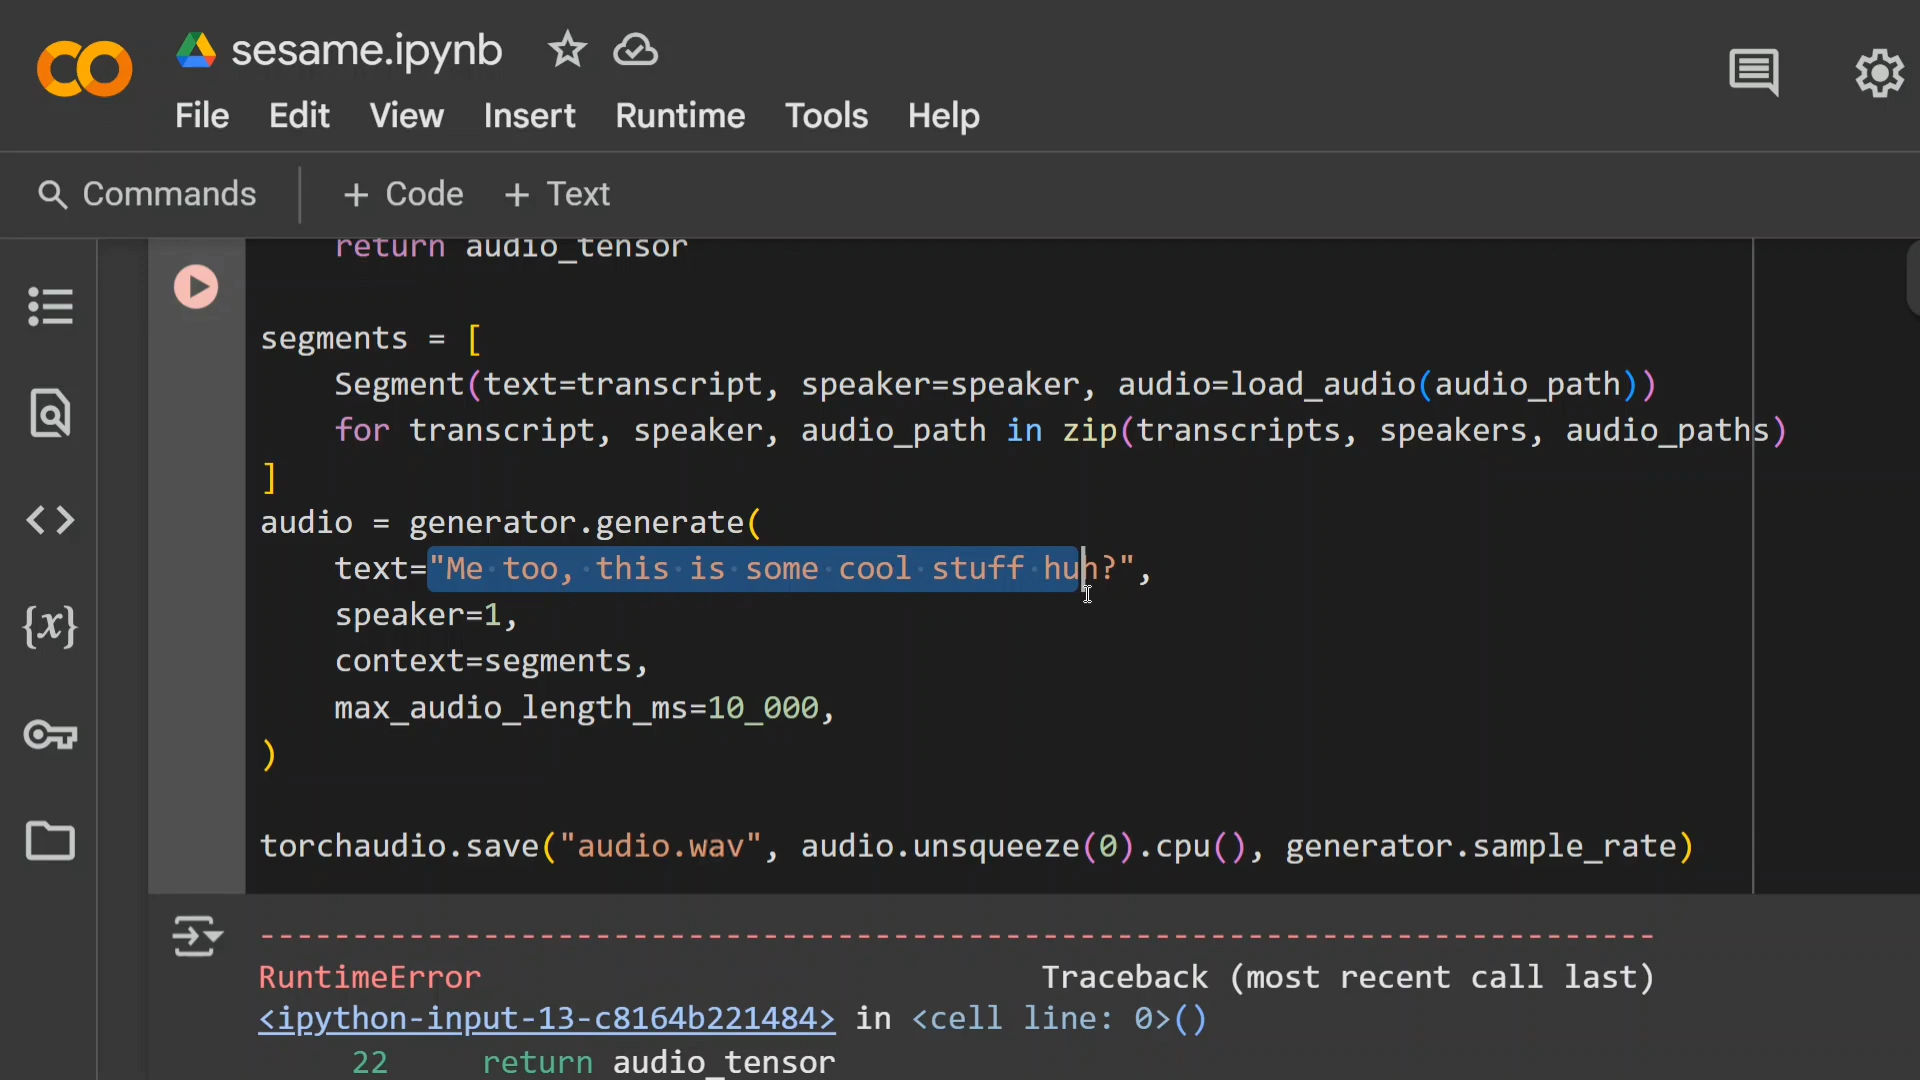 sesame.ipynb
File Edit View Insert Runtime Tools Help
Commands + Code + Text
return audio_tensor
segments = [
Segment(text=transcript, speaker=speaker, audio=load_audio(audio_path))
for transcript, speaker, audio_path in zip(transcripts, speakers, audio_paths)
]
audio = generator.generate(
text="Me too, this is some cool stuff huh?",
speaker=1,
context=segments,
max_audio_length_ms=10_000,
)
torchaudio.save("audio.wav", audio.unsqueeze(0).cpu(), generator.sample_rate)
---------------------------------------------------------------------------
RuntimeError Traceback (most recent call last)
<ipython-input-13-c8164b221484> in <cell line: 0>()
22 return audio_tensor